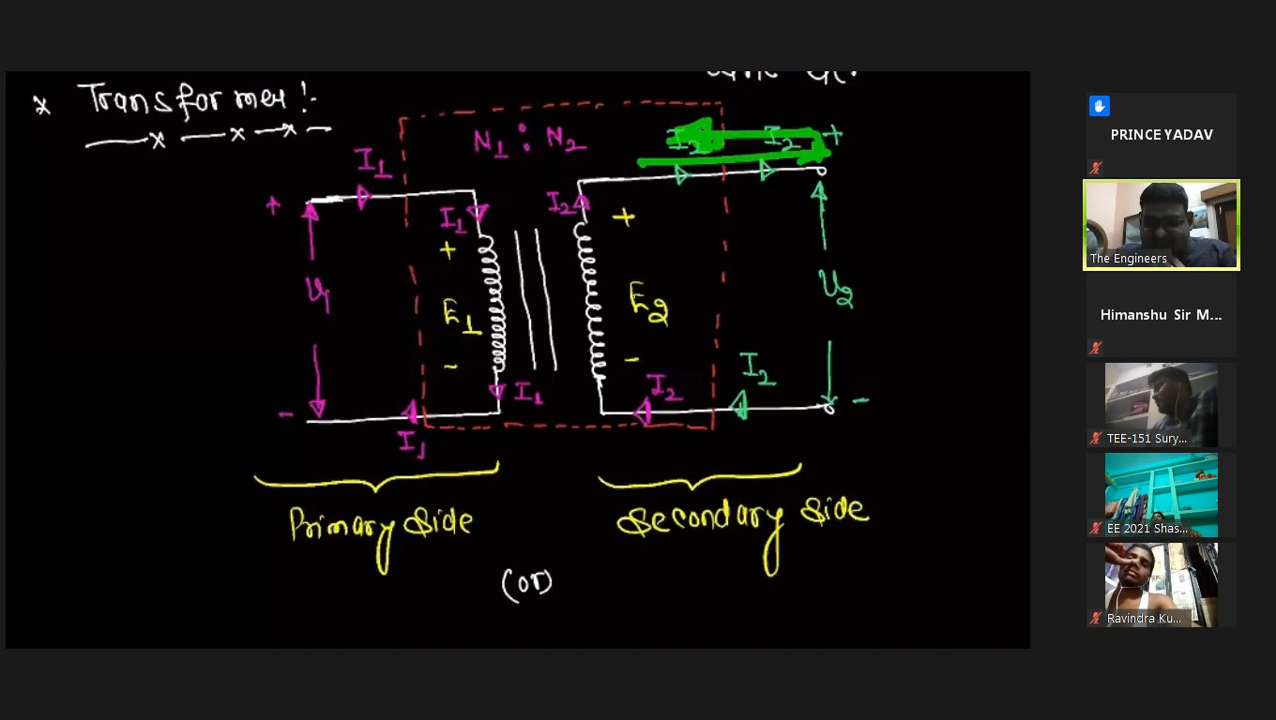 x Transformer :-
N1 : N2
I1
I1
I2
I2
I2
+
+
+
+
V1
E1
E2
V2
-
-
-
-
I1
I1
I2
I2
Primary Side
Secondary Side
(or)
PRINCE YADAV
The Engineers
Himanshu Sir M...
TEE-151 Sury...
EE 2021 Shas...
Ravindra Ku...